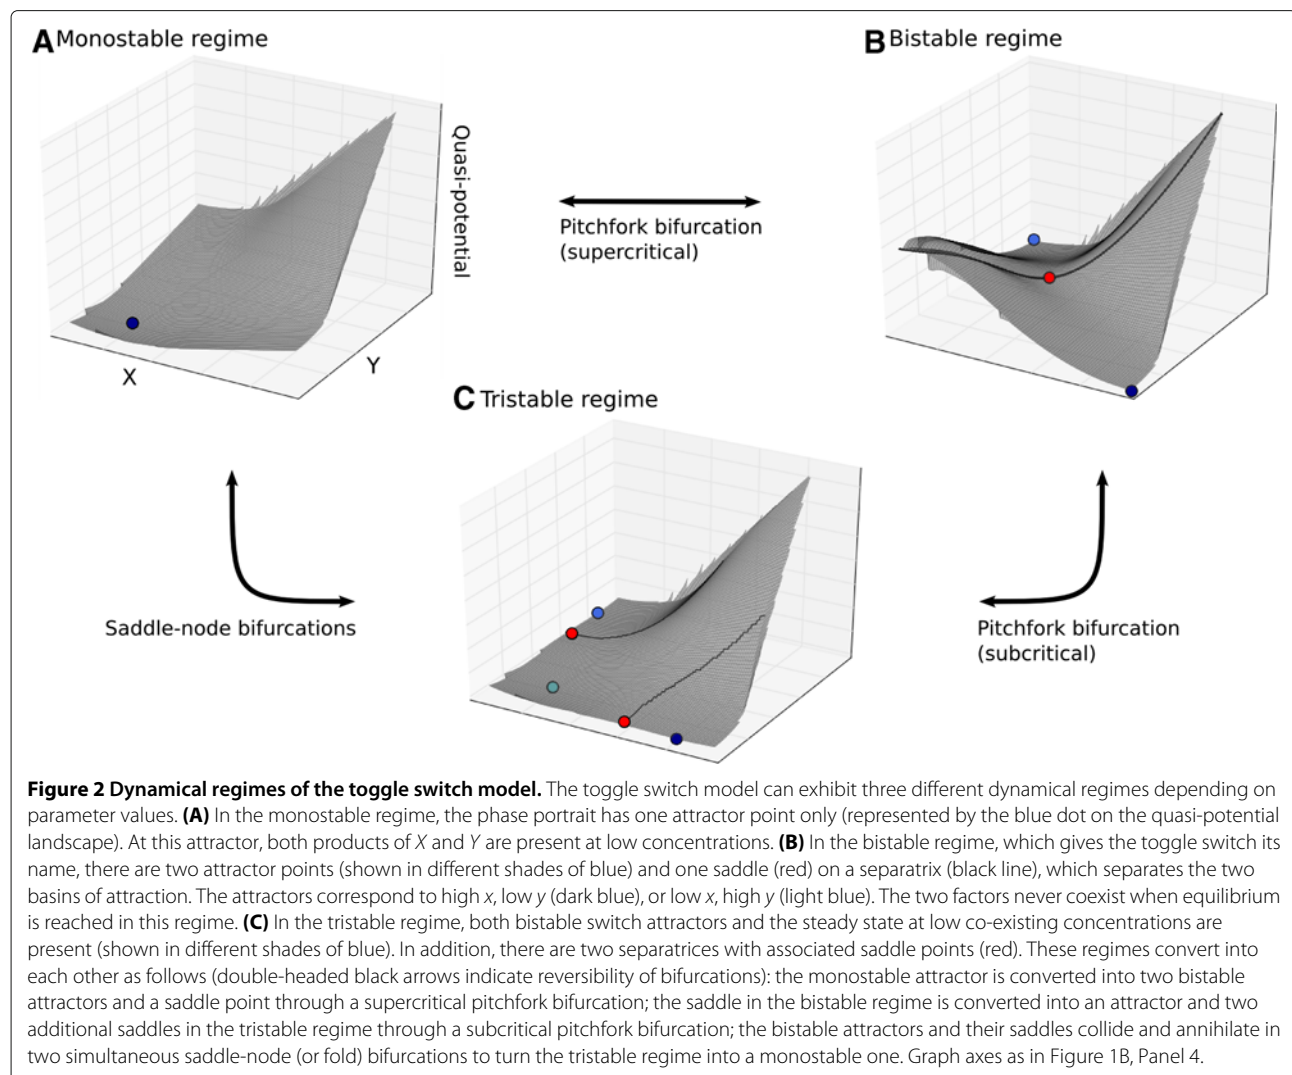 A Monostable regime
B Bistable regime
Quasi-potential
Pitchfork bifurcation
(supercritical)
X
Y
C Tristable regime
Saddle-node bifurcations
Pitchfork bifurcation
(subcritical)
Figure 2 Dynamical regimes of the toggle switch model. The toggle switch model can exhibit three different dynamical regimes depending on
parameter values. (A) In the monostable regime, the phase portrait has one attractor point only (represented by the blue dot on the quasi-potential
landscape). At this attractor, both products of X and Y are present at low concentrations. (B) In the bistable regime, which gives the toggle switch its
name, there are two attractor points (shown in different shades of blue) and one saddle (red) on a separatrix (black line), which separates the two
basins of attraction. The attractors correspond to high x, low y (dark blue), or low x, high y (light blue). The two factors never coexist when equilibrium
is reached in this regime. (C) In the tristable regime, both bistable switch attractors and the steady state at low co-existing concentrations are
present (shown in different shades of blue). In addition, there are two separatrices with associated saddle points (red). These regimes convert into
each other as follows (double-headed black arrows indicate reversibility of bifurcations): the monostable attractor is converted into two bistable
attractors and a saddle point through a supercritical pitchfork bifurcation; the saddle in the bistable regime is converted into an attractor and two
additional saddles in the tristable regime through a subcritical pitchfork bifurcation; the bistable attractors and their saddles collide and annihilate in
two simultaneous saddle-node (or fold) bifurcations to turn the tristable regime into a monostable one. Graph axes as in Figure 1B, Panel 4.